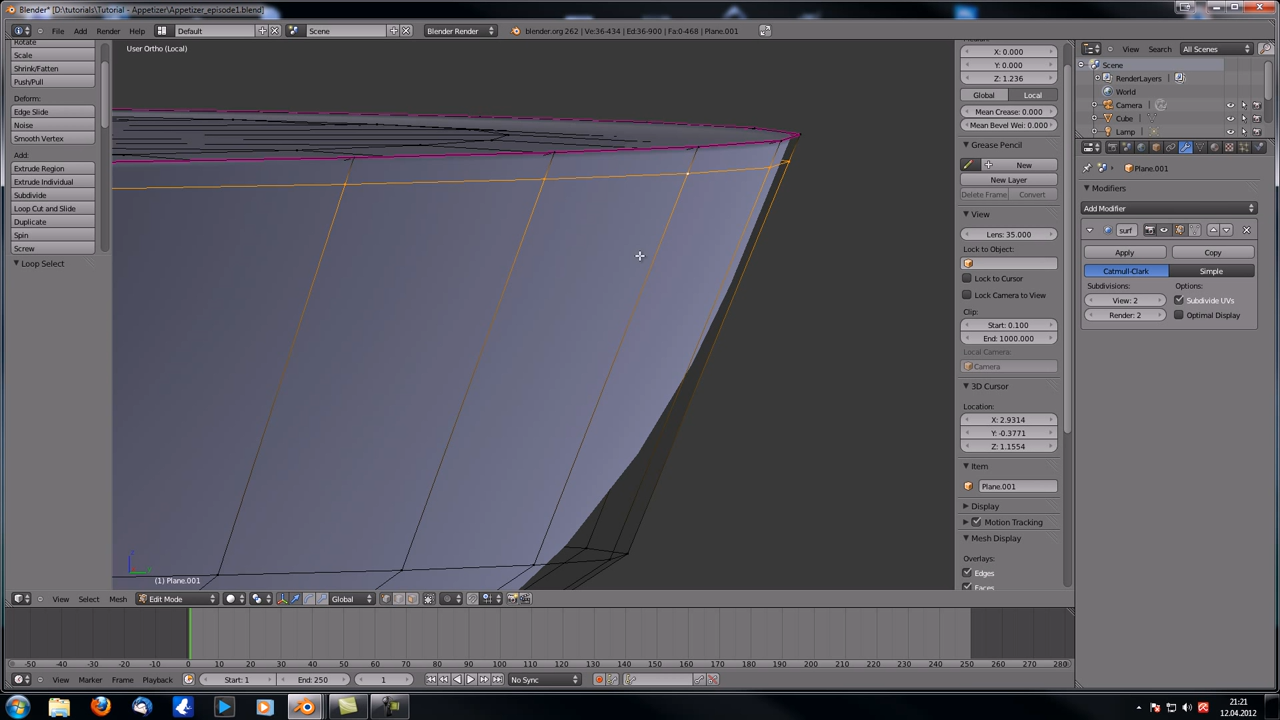 Blender* [D:\tutorials\Tutorial - Appetizer\Appetizer_episode1.blend]
File Add Render Help Default Scene Blender Render blender.org 262 | Ve:36-434 | Ed:36-900 | Fa:0-468 | Plane.001
View Search All Scenes
Rotate
Scale
Shrink/Fatten
Push/Pull
Deform:
Edge Slide
Noise
Smooth Vertex
Add:
Extrude Region
Extrude Individual
Subdivide
Loop Cut and Slide
Duplicate
Spin
Screw
Loop Select
User Ortho (Local)
(1) Plane.001
X: 0.000
Y: 0.000
Z: 1.236
Global Local
Mean Crease: 0.000
Mean Bevel Wei: 0.000
Grease Pencil
New
New Layer
Delete Frame Convert
View
Lens: 35.000
Lock to Object:
Lock to Cursor
Lock Camera to View
Clip:
Start: 0.100
End: 1000.000
Local Camera:
Camera
3D Cursor
Location:
X: 2.9314
Y: -0.3771
Z: 1.1554
Item
Plane.001
Display
Motion Tracking
Mesh Display
Overlays:
Edges
Faces
Scene
RenderLayers
World
Camera
Cube
Lamp
Plane.001
Modifiers
Add Modifier
surf
Apply Copy
Catmull-Clark Simple
Subdivisions: Options:
View: 2 Subdivide UVs
Render: 2 Optimal Display
View Select Mesh Edit Mode Global
-50 -40 -30 -20 -10 0 10 20 30 40 50 60 70 80 90 100 110 120 130 140 150 160 170 180 190 200 210 220 230 240 250 260 270 280
View Marker Frame Playback Start: 1 End: 250 1 No Sync
21:21
12.04.2012